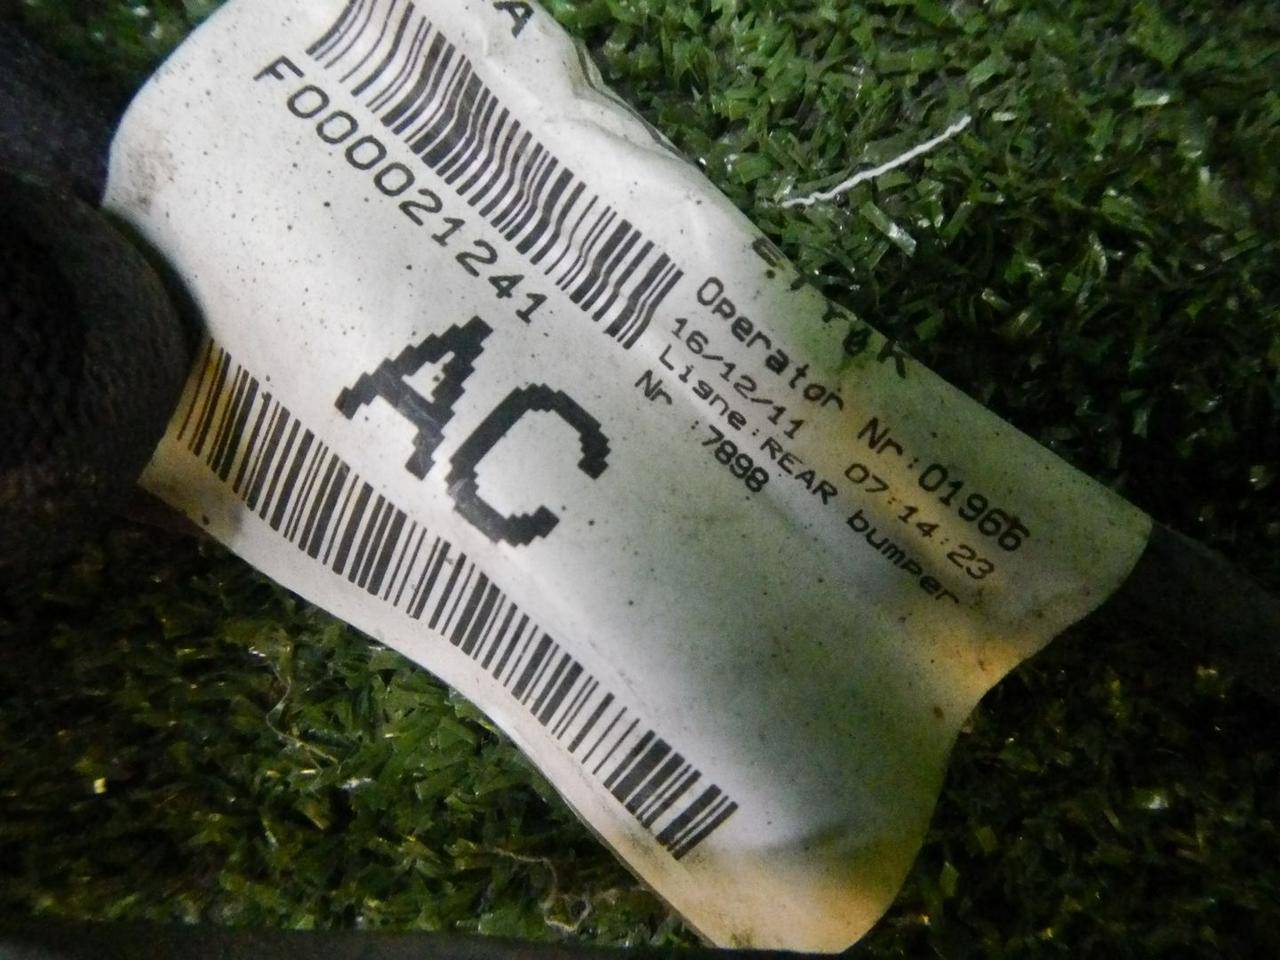 F000021241
AC
Operator Nr:01966
16/12/11 07:14:23
Ligne:REAR bumper
Nr :7898